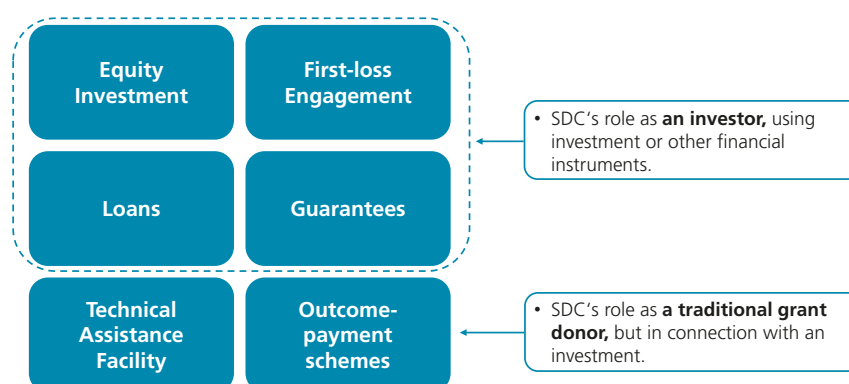 Equity
Investment
First-loss
Engagement
Loans
Guarantees
Technical
Assistance
Facility
Outcome-
payment
schemes
• SDC‘s role as an investor, using
investment or other financial
instruments.
• SDC‘s role as a traditional grant
donor, but in connection with an
investment.